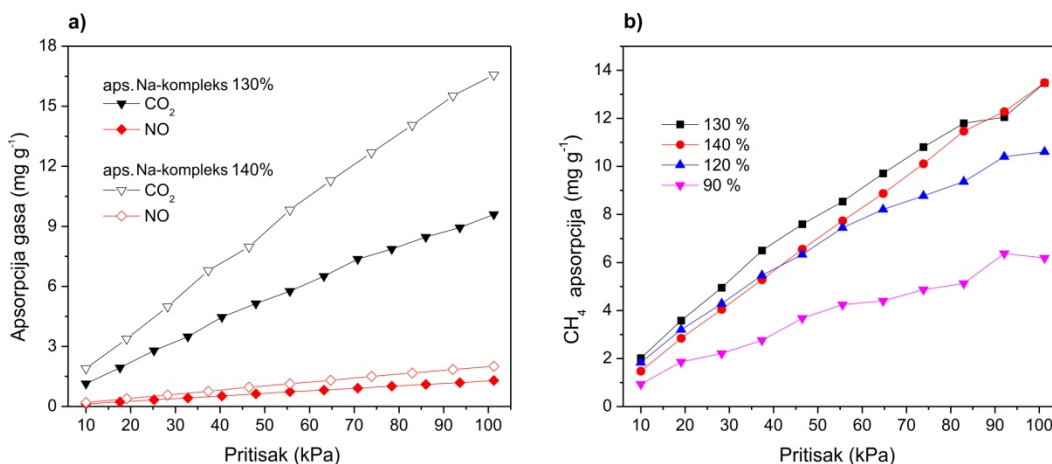 a)
Apsorpcija gasa (mg g⁻¹)
18
15
12
9
6
3
0
aps. Na-kompleks 130%
CO₂
NO
aps. Na-kompleks 140%
CO₂
NO
10 20 30 40 50 60 70 80 90 100
Pritisak (kPa)
b)
CH₄ apsorpcija (mg g⁻¹)
14
12
10
8
6
4
2
0
130 %
140 %
120 %
90 %
10 20 30 40 50 60 70 80 90 100
Pritisak (kPa)